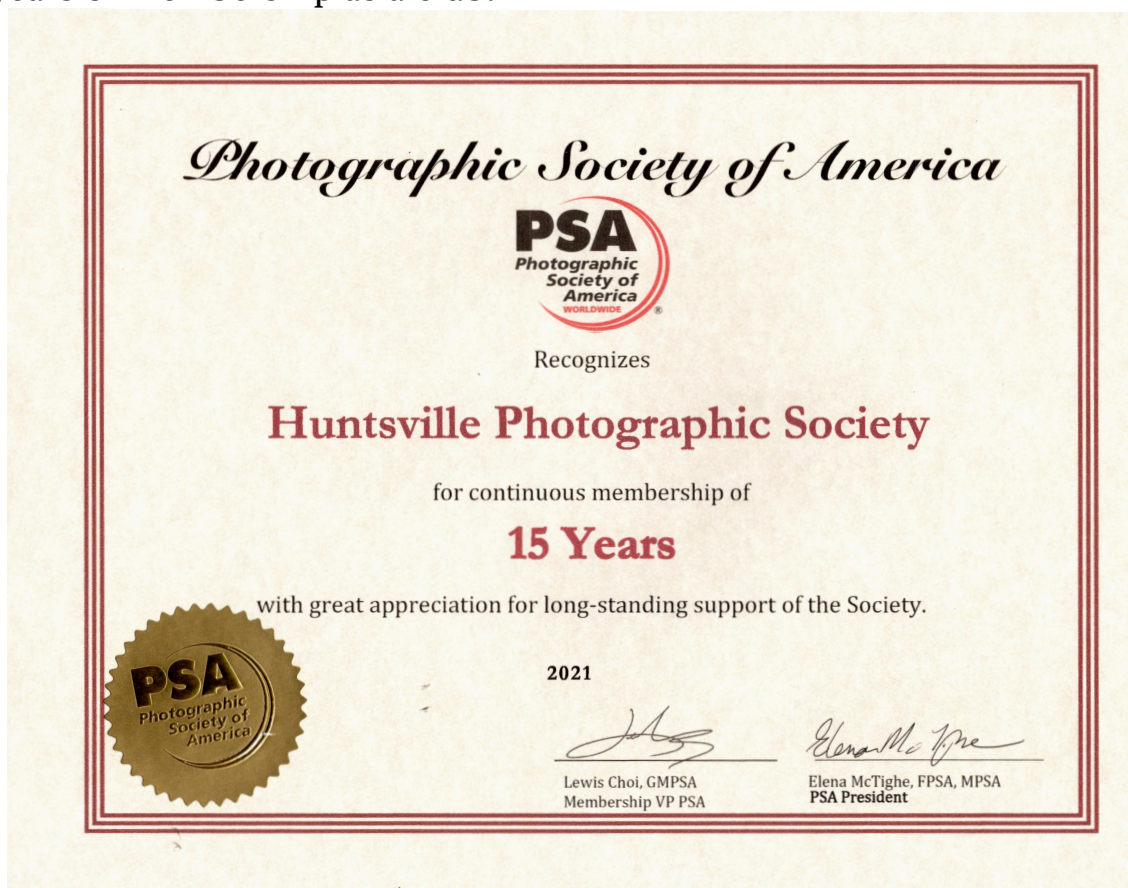 Photographic Society of America
PSA
Photographic
Society of
America
WORLDWIDE
®
Recognizes
Huntsville Photographic Society
for continuous membership of
15 Years
with great appreciation for long-standing support of the Society.
2021
PSA
Photographic
Society of
America
Lewis Choi, GMPSA
Membership VP PSA
Elena McTighe, FPSA, MPSA
PSA President